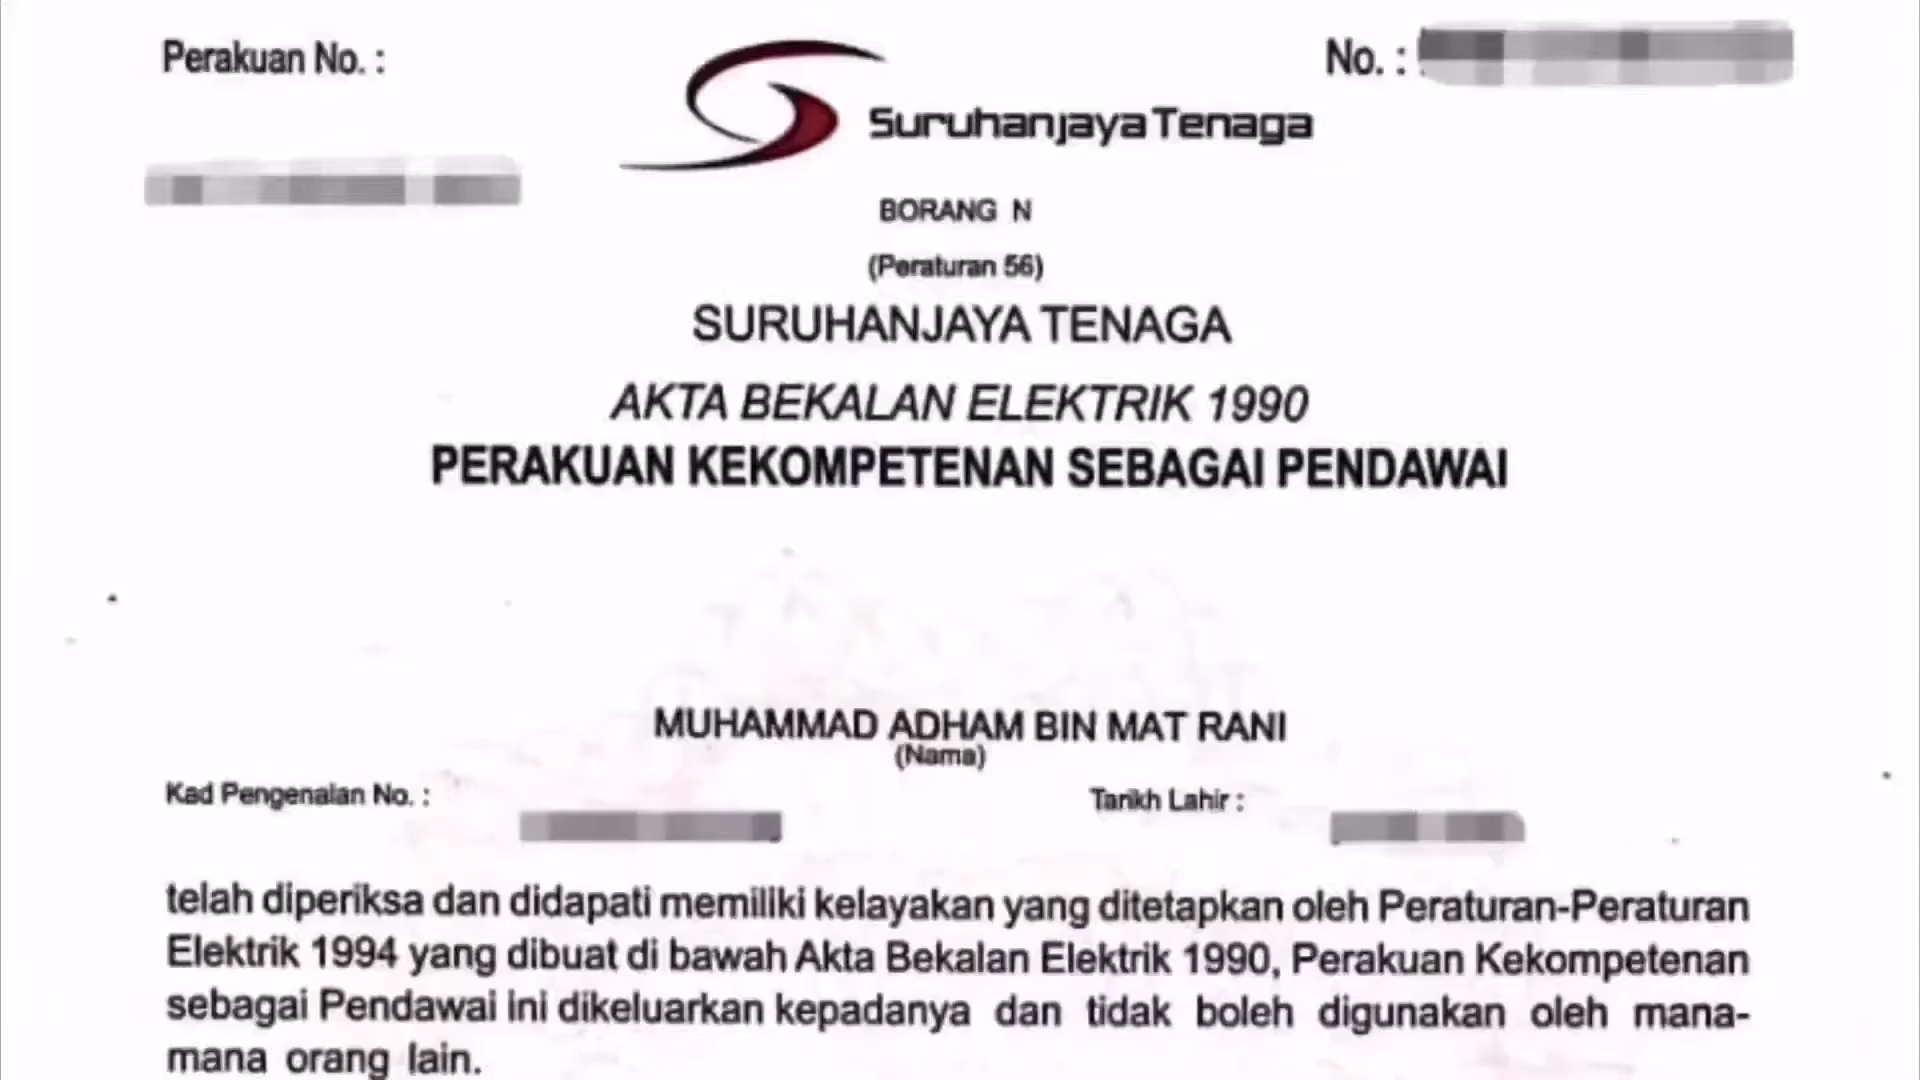 Perakuan No. :
No. :
Suruhanjaya Tenaga
BORANG N
(Peraturan 56)
SURUHANJAYA TENAGA
AKTA BEKALAN ELEKTRIK 1990
PERAKUAN KEKOMPETENAN SEBAGAI PENDAWAI
MUHAMMAD ADHAM BIN MAT RANI
(Nama)
Kad Pengenalan No. :
Tarikh Lahir :
telah diperiksa dan didapati memiliki kelayakan yang ditetapkan oleh Peraturan-Peraturan
Elektrik 1994 yang dibuat di bawah Akta Bekalan Elektrik 1990, Perakuan Kekompetenan
sebagai Pendawai ini dikeluarkan kepadanya dan tidak boleh digunakan oleh mana-
mana orang lain.